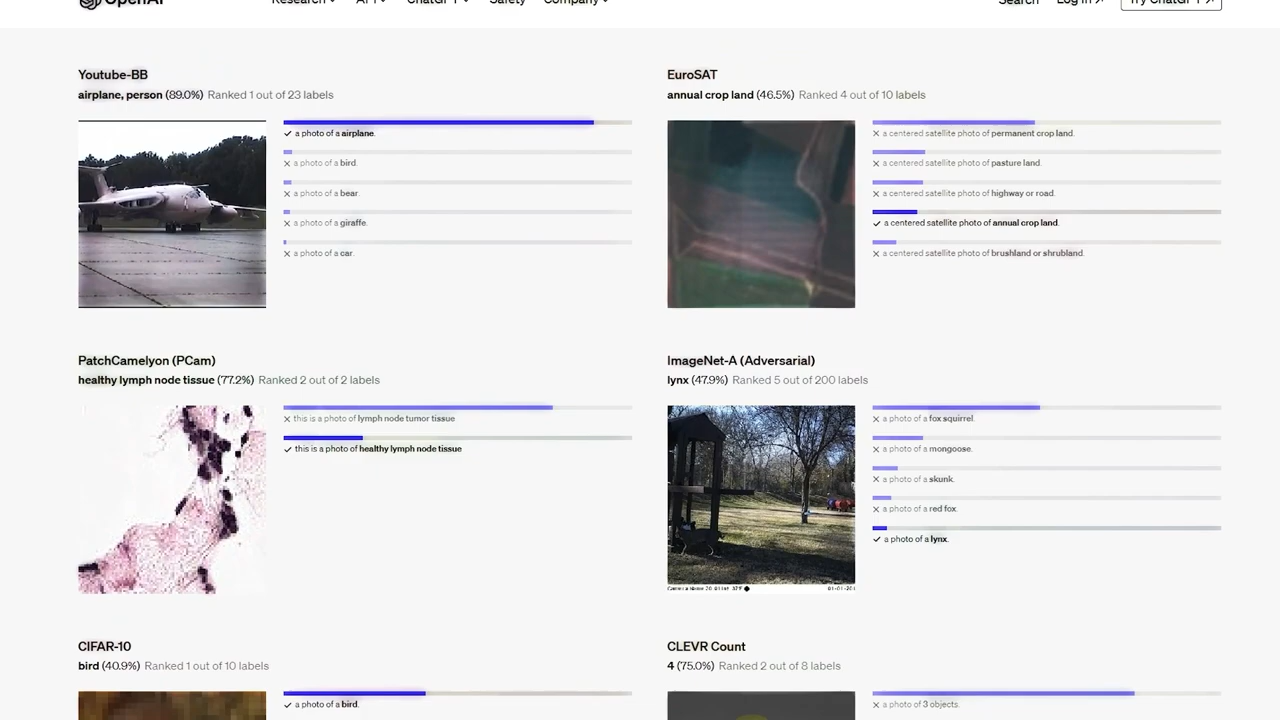 OpenAI
Research API ChatGPT Safety Company Search Log in Try ChatGPT
Youtube-BB
airplane, person (89.0%) Ranked 1 out of 23 labels
✓ a photo of a airplane.
× a photo of a bird.
× a photo of a bear.
× a photo of a giraffe.
× a photo of a car.
EuroSAT
annual crop land (46.5%) Ranked 4 out of 10 labels
× a centered satellite photo of permanent crop land.
× a centered satellite photo of pasture land.
× a centered satellite photo of highway or road.
✓ a centered satellite photo of annual crop land.
× a centered satellite photo of brushland or shrubland.
PatchCamelyon (PCam)
healthy lymph node tissue (77.2%) Ranked 2 out of 2 labels
× this is a photo of lymph node tumor tissue
✓ this is a photo of healthy lymph node tissue
ImageNet-A (Adversarial)
lynx (47.9%) Ranked 5 out of 200 labels
× a photo of a fox squirrel.
× a photo of a mongoose.
× a photo of a skunk.
× a photo of a red fox.
✓ a photo of a lynx.
CIFAR-10
bird (40.9%) Ranked 1 out of 10 labels
✓ a photo of a bird.
CLEVR Count
4 (75.0%) Ranked 2 out of 8 labels
× a photo of 3 objects.